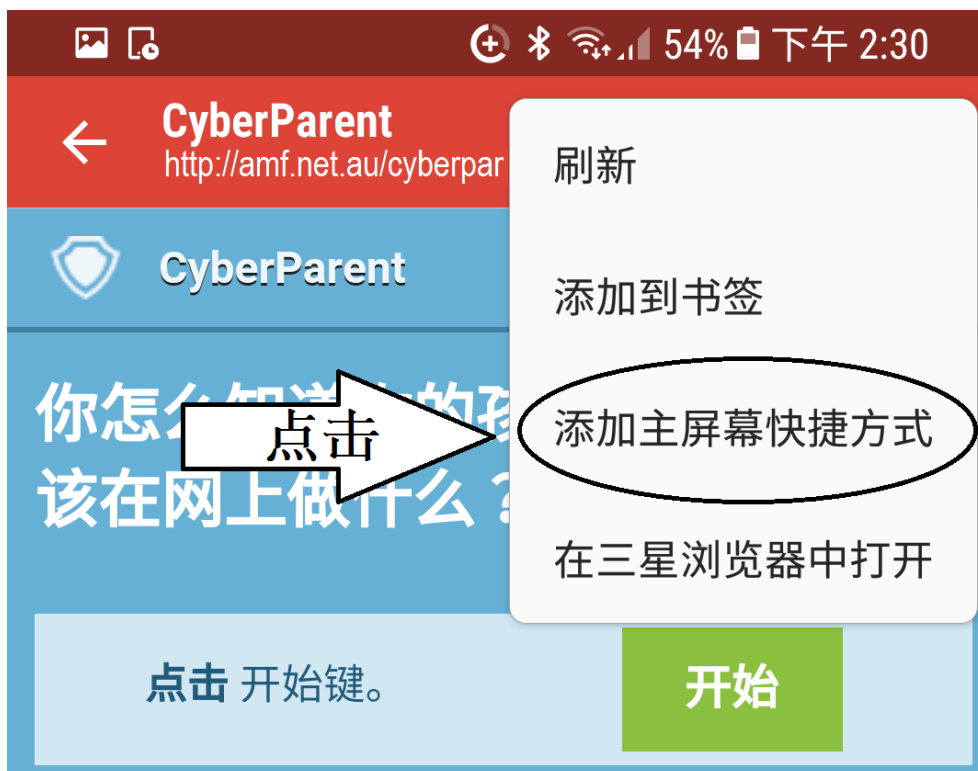 54% 下午 2:30
CyberParent
http://amf.net.au/cyberpar
刷新
CyberParent
添加到书签
你怎
点击
添加主屏幕快捷方式
该在网上做什么？
在三星浏览器中打开
点击 开始键。
开始